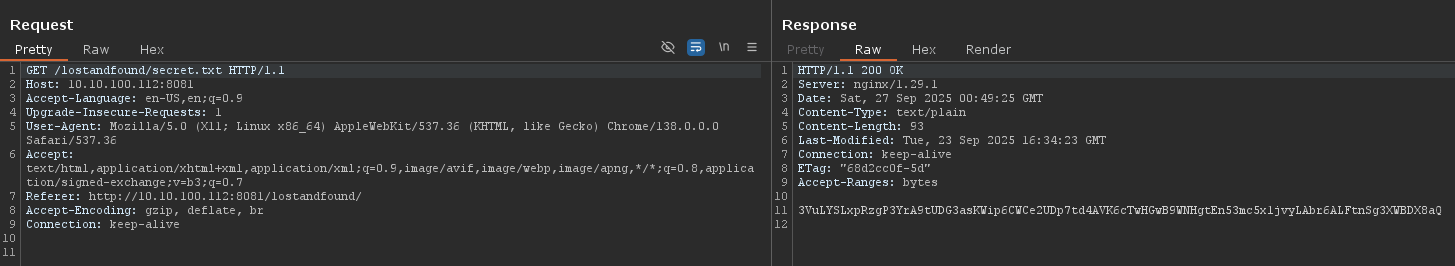 Request
Pretty Raw Hex \n
1 GET /lostandfound/secret.txt HTTP/1.1
2 Host: 10.10.100.112:8081
3 Accept-Language: en-US,en;q=0.9
4 Upgrade-Insecure-Requests: 1
5 User-Agent: Mozilla/5.0 (X11; Linux x86_64) AppleWebKit/537.36 (KHTML, like Gecko) Chrome/138.0.0.0
Safari/537.36
6 Accept:
text/html,application/xhtml+xml,application/xml;q=0.9,image/avif,image/webp,image/apng,*/*;q=0.8,applica
tion/signed-exchange;v=b3;q=0.7
7 Referer: http://10.10.100.112:8081/lostandfound/
8 Accept-Encoding: gzip, deflate, br
9 Connection: keep-alive
10
11
Response
Pretty Raw Hex Render
1 HTTP/1.1 200 OK
2 Server: nginx/1.29.1
3 Date: Sat, 27 Sep 2025 00:49:25 GMT
4 Content-Type: text/plain
5 Content-Length: 93
6 Last-Modified: Tue, 23 Sep 2025 16:34:23 GMT
7 Connection: keep-alive
8 ETag: "68d2cc0f-5d"
9 Accept-Ranges: bytes
10
11 3VuLYSLxpRzgP3YrA9tUDG3asKWip6CWCe2UDp7td4AVK6cTwHGwB9WNHgtEn53mc5xljvyLAbr6ALFtnSg3XWBDX8aQ
12